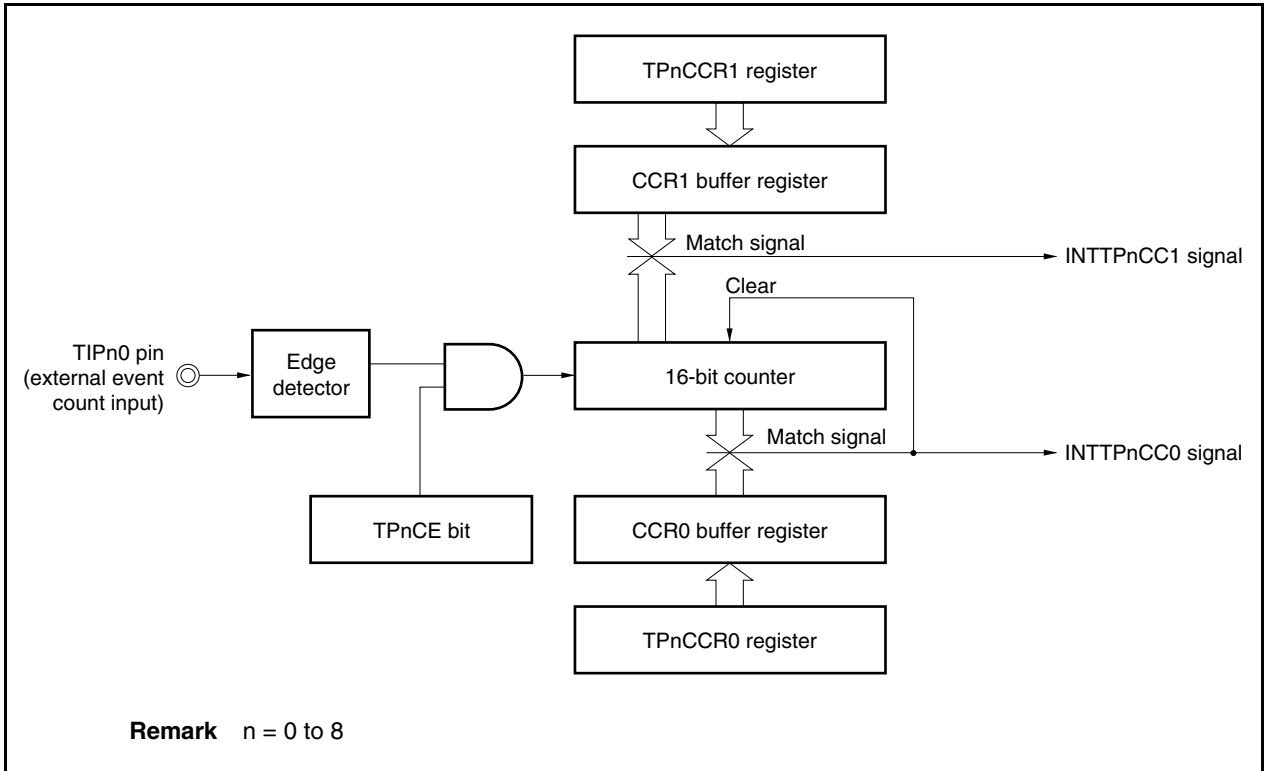 TPnCCR1 register
CCR1 buffer register
Match signal
INTTPnCC1 signal
Clear
TIPn0 pin
(external event
count input)
Edge
detector
16-bit counter
Match signal
INTTPnCC0 signal
TPnCE bit
CCR0 buffer register
TPnCCR0 register
Remark n = 0 to 8